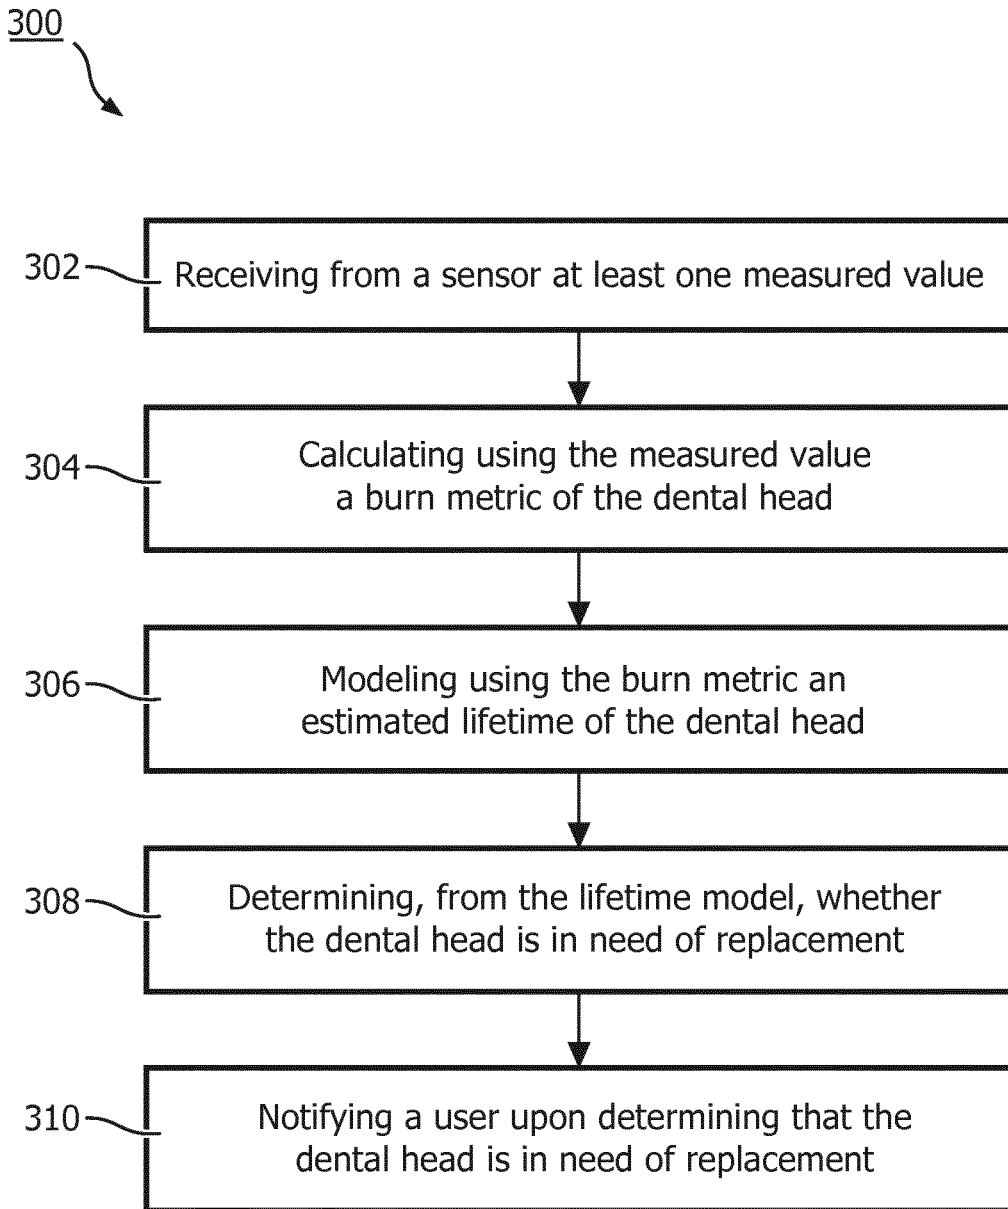 300
302
Receiving from a sensor at least one measured value
304
Calculating using the measured value
a burn metric of the dental head
306
Modeling using the burn metric an
estimated lifetime of the dental head
308
Determining, from the lifetime model, whether
the dental head is in need of replacement
310
Notifying a user upon determining that the
dental head is in need of replacement